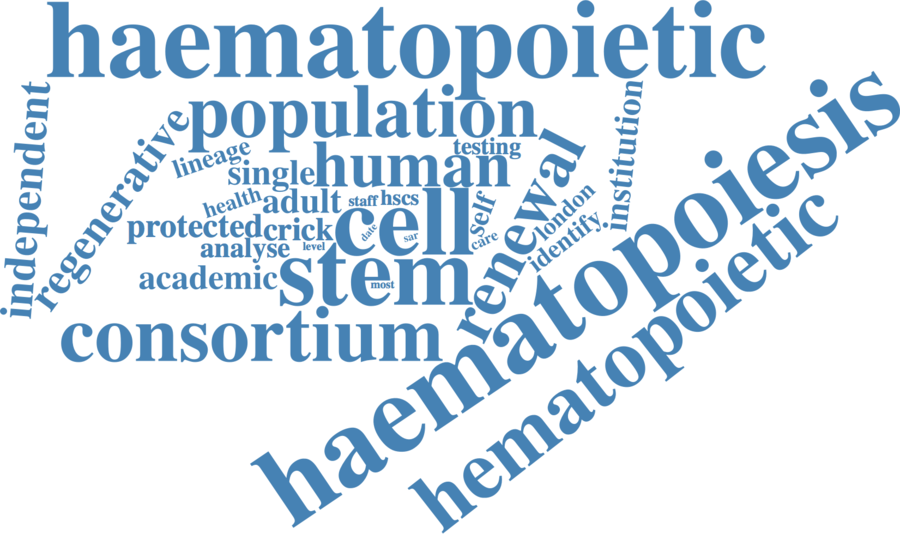 haematopoietic
independent
regenerative
population
institution
lineage
testing
single
human
renewal
haematopoiesis
health
adult
staff
hscs
self
london
protected
crick
cell
date
sar
care
identify
analyse
level
academic
stem
most
consortium
hematopoietic